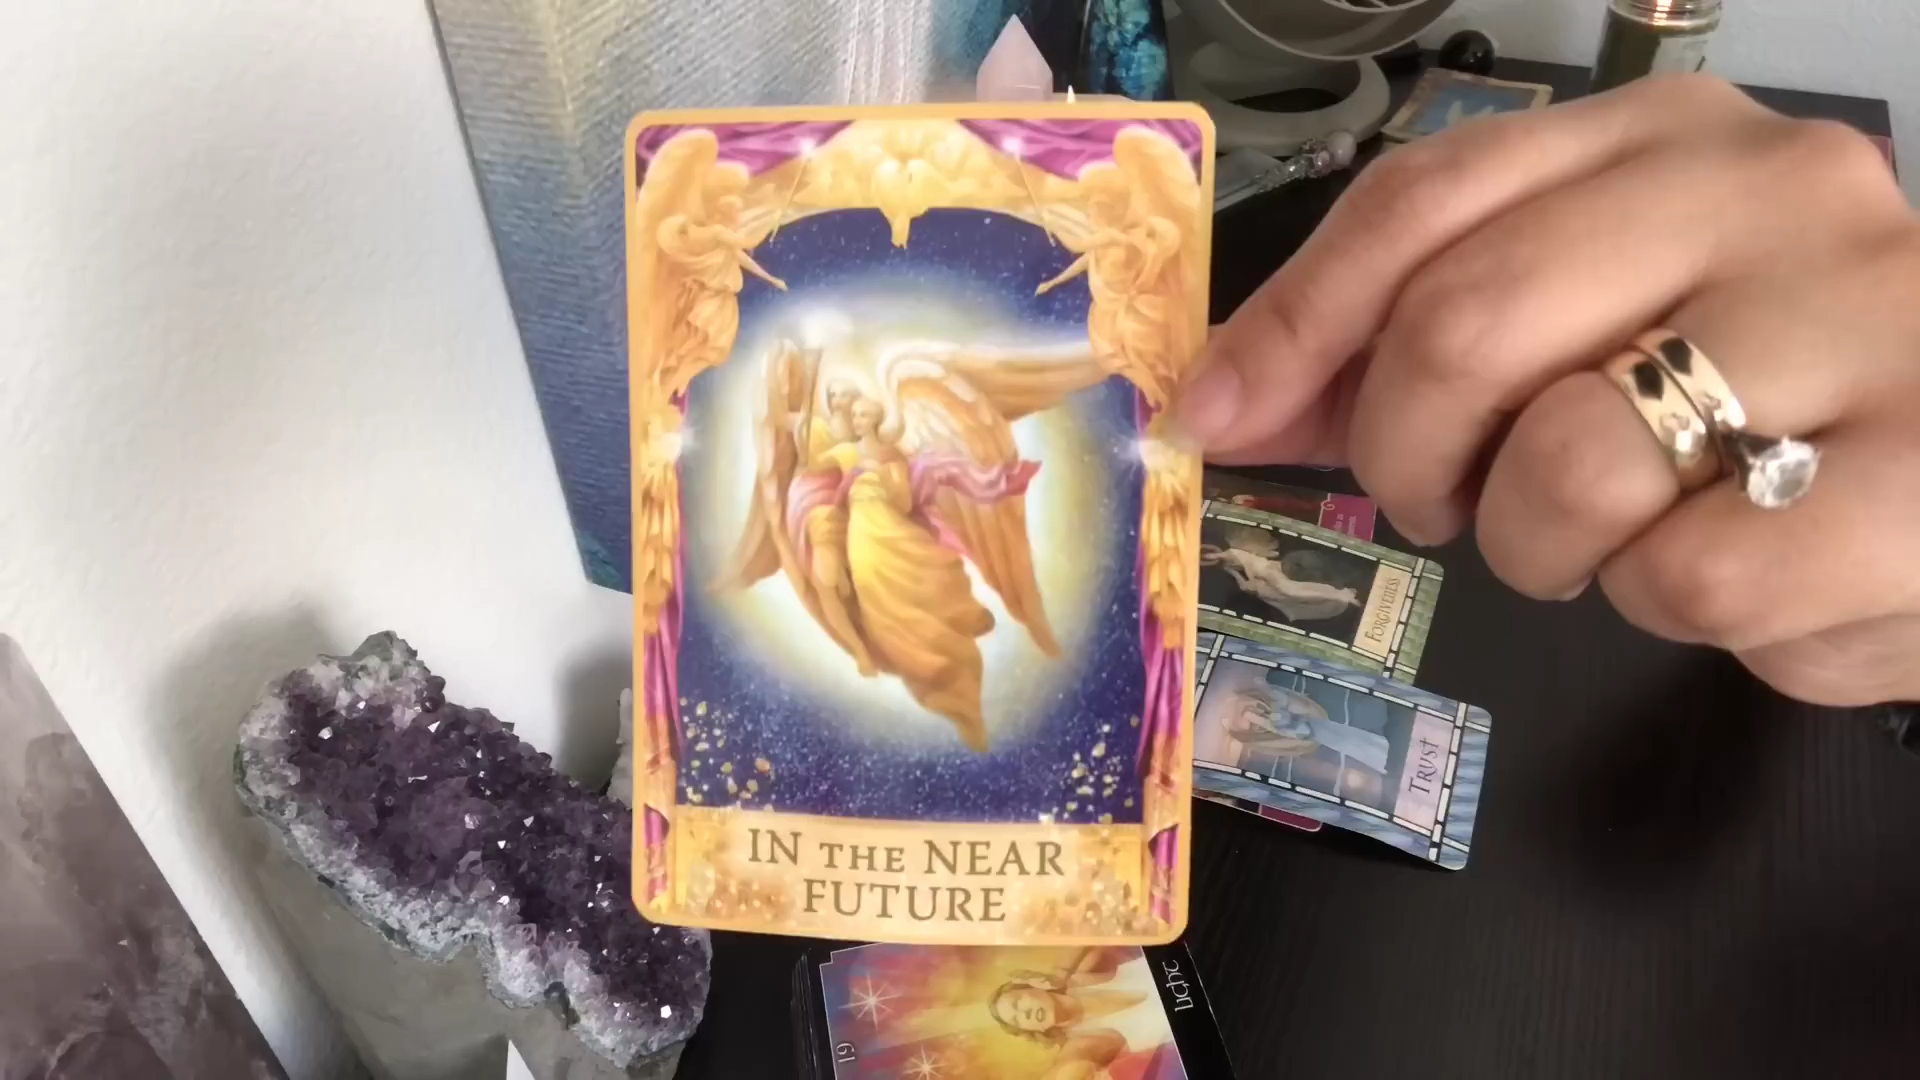 IN THE NEAR
FUTURE
FORGIVENESS
TRUST
Light
19